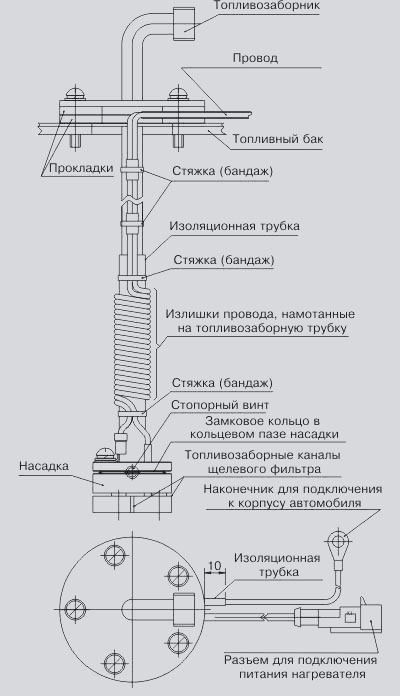 Топливозаборник
Провод
Топливный бак
Прокладки
Стяжка (бандаж)
Изоляционная трубка
Стяжка (бандаж)
Излишки провода, намотанные
на топливозаборную трубку
Стяжка (бандаж)
Стопорный винт
Замковое кольцо в
кольцевом пазе насадки
Топливозаборные каналы
щелевого фильтра
Насадка
Наконечник для подключения
к корпусу автомобиля
10
Изоляционная
трубка
Разъем для подключения
питания нагревателя